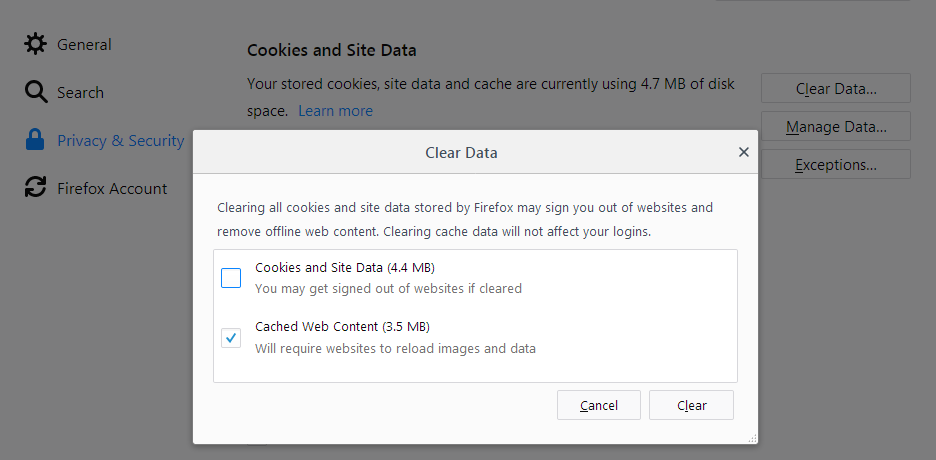 General
Search
Privacy & Security
Firefox Account
Cookies and Site Data
Your stored cookies, site data and cache are currently using 4.7 MB of disk
space. Learn more
Clear Data...
Manage Data...
Exceptions...
Clear Data
Clearing all cookies and site data stored by Firefox may sign you out of websites and
remove offline web content. Clearing cache data will not affect your logins.
Cookies and Site Data (4.4 MB)
You may get signed out of websites if cleared
Cached Web Content (3.5 MB)
Will require websites to reload images and data
Cancel
Clear